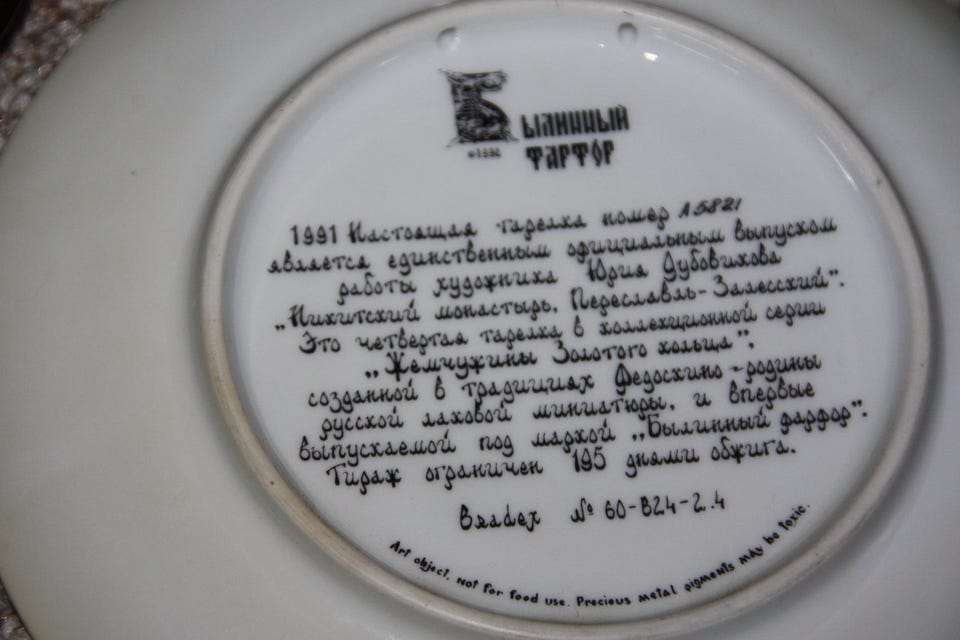 Былинный
фарфор
1991 Настоящая тарелка номер 15821
является единственным официальным выпуском
работы художника Юрия Дубовикова
„Никитский монастырь. Переславль-Залесский”.
Это четвертая тарелка в коллекционной серии
„Жемчужины Золотого кольца”,
созданной в традициях Федоскино-родины
русской лаковой миниатюры, и впервые
выпускаемой под маркой „Былинный фарфор”.
Тираж ограничен 195 днями обжига.
Bradex № 60-B24-2.4
Art object, not for food use. Precious metal pigments may be toxic.